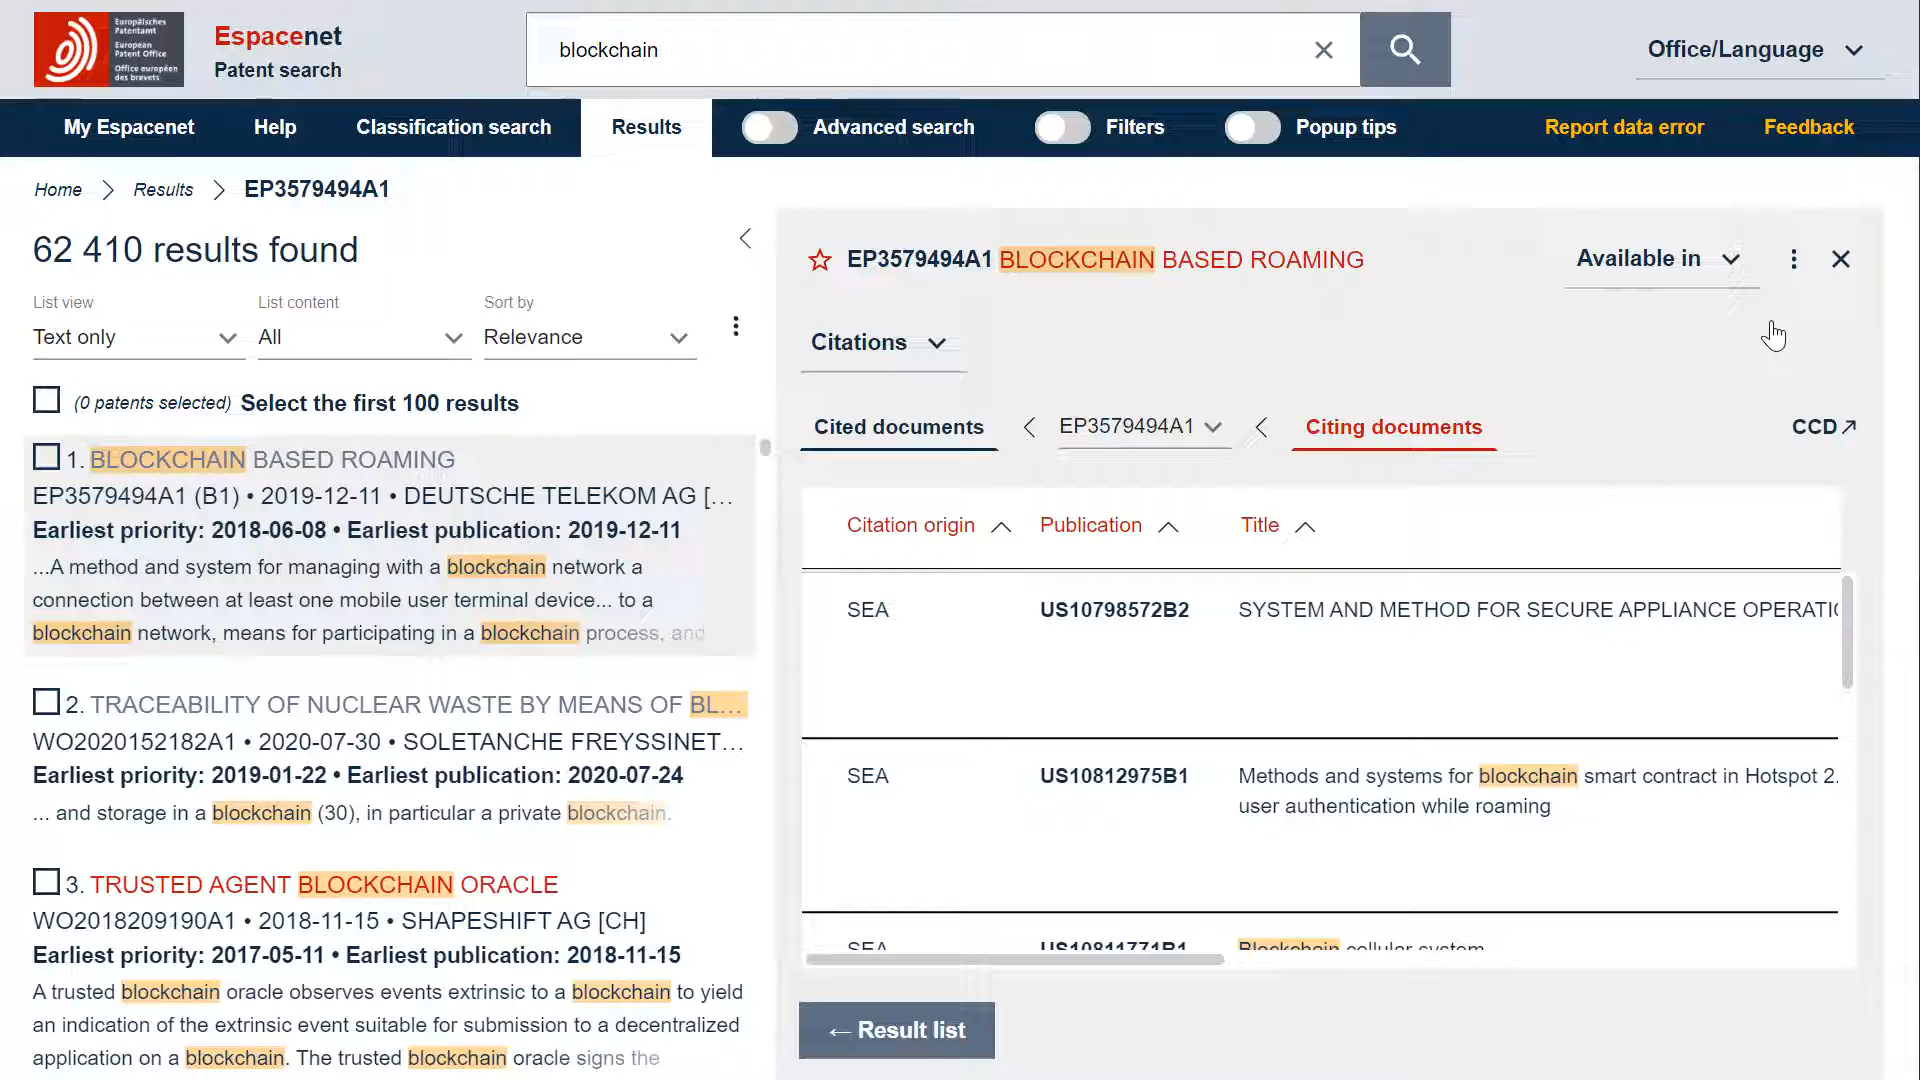 Europäisches
Patentamt
European
Patent Office
Office européen
des brevets
Espacenet
Patent search
blockchain
Office/Language
My Espacenet
Help
Classification search
Results
Advanced search
Filters
Popup tips
Report data error
Feedback
Home
Results
EP3579494A1
62 410 results found
List view
List content
Sort by
Text only
All
Relevance
(0 patents selected) Select the first 100 results
1. BLOCKCHAIN BASED ROAMING
EP3579494A1 (B1) • 2019-12-11 • DEUTSCHE TELEKOM AG [...
Earliest priority: 2018-06-08 • Earliest publication: 2019-12-11
...A method and system for managing with a blockchain network a
connection between at least one mobile user terminal device... to a
blockchain network, means for participating in a blockchain process, and
2. TRACEABILITY OF NUCLEAR WASTE BY MEANS OF BL...
WO2020152182A1 • 2020-07-30 • SOLETANCHE FREYSSINET...
Earliest priority: 2019-01-22 • Earliest publication: 2020-07-24
... and storage in a blockchain (30), in particular a private blockchain.
3. TRUSTED AGENT BLOCKCHAIN ORACLE
WO2018209190A1 • 2018-11-15 • SHAPESHIFT AG [CH]
Earliest priority: 2017-05-11 • Earliest publication: 2018-11-15
A trusted blockchain oracle observes events extrinsic to a blockchain to yield
an indication of the extrinsic event suitable for submission to a decentralized
application on a blockchain. The trusted blockchain oracle signs the
EP3579494A1 BLOCKCHAIN BASED ROAMING
Available in
Citations
Cited documents
EP3579494A1
Citing documents
CCD
Citation origin
Publication
Title
SEA
US10798572B2
SYSTEM AND METHOD FOR SECURE APPLIANCE OPERATI
SEA
US10812975B1
Methods and systems for blockchain smart contract in Hotspot 2.
user authentication while roaming
SEA
US10811771B1
Blockchain cellular system
← Result list